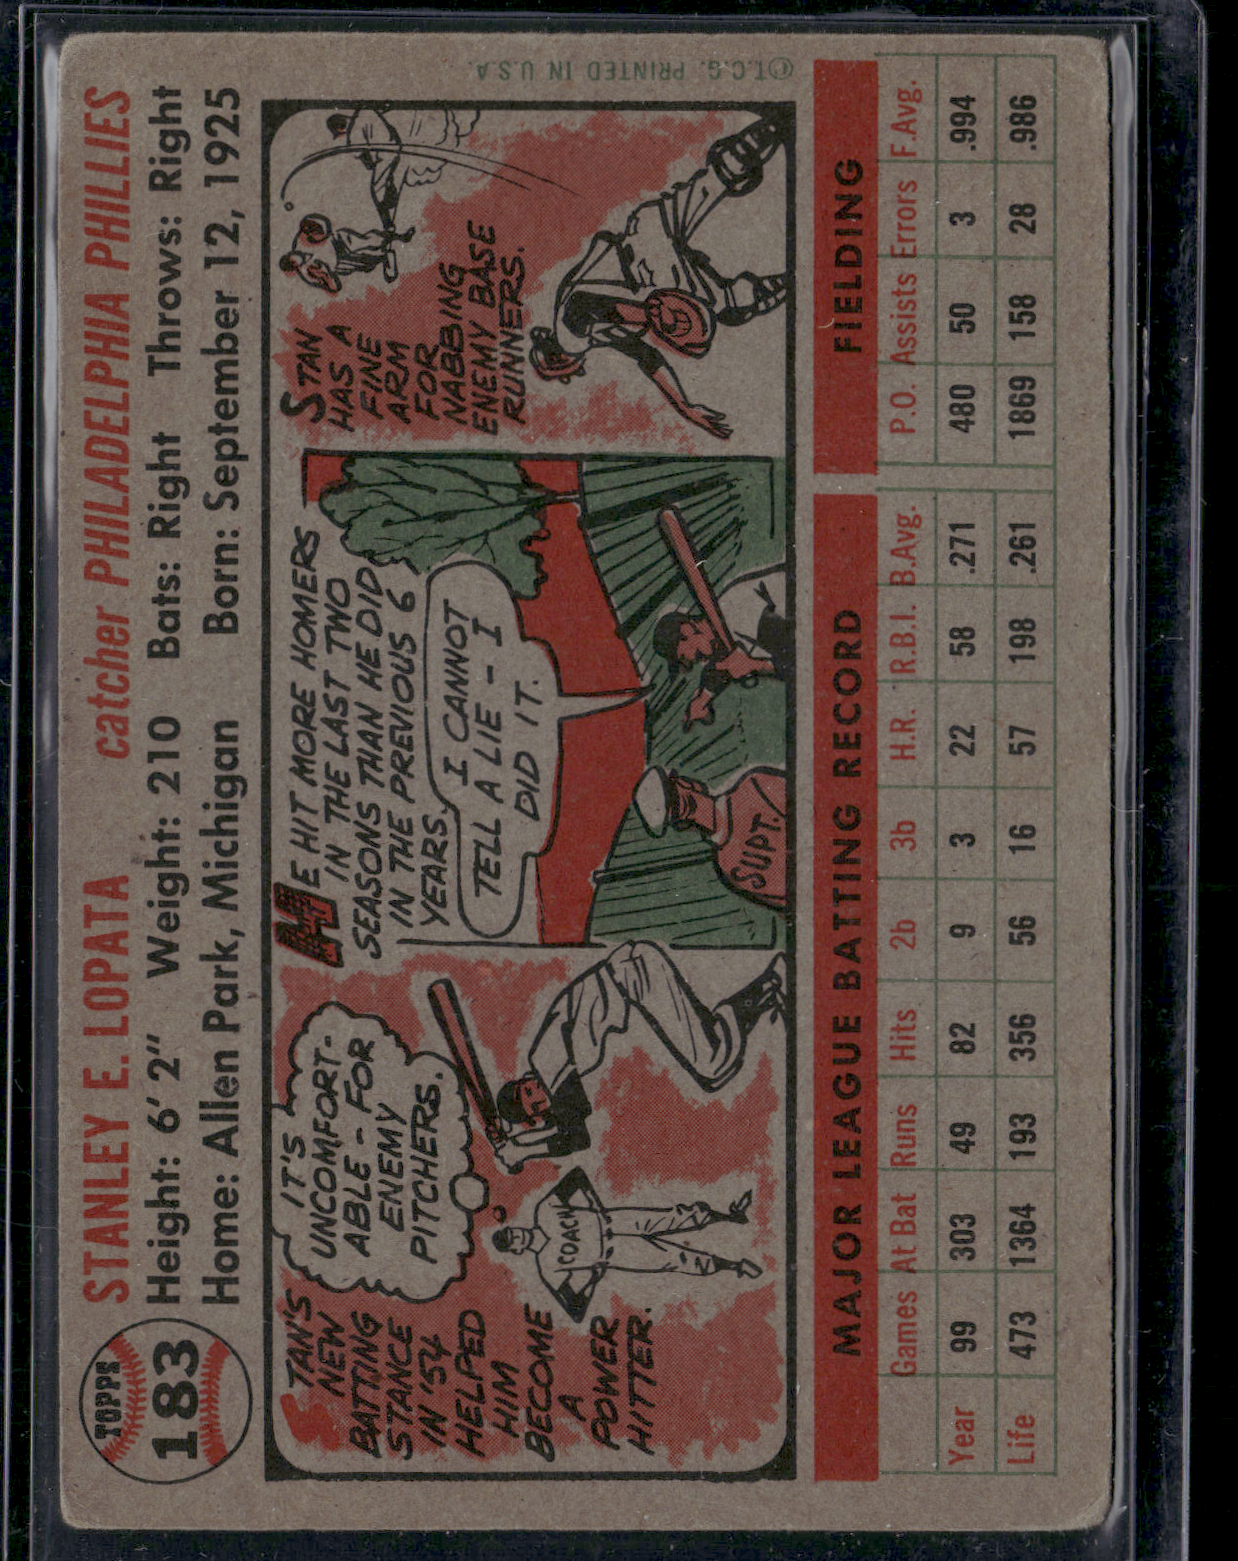 TOPPS
183
STANLEY E. LOPATA catcher PHILADELPHIA PHILLIES
Height: 6' 2" Weight: 210 Bats: Right Throws: Right
Home: Allen Park, Michigan Born: September 12, 1925
STAN'S
NEW
BATTING
STANCE
IN '54
HELPED
HIM
BECOME
A
POWER
HITTER.
IT'S
UNCOMFORT-
ABLE - FOR
ENEMY
PITCHERS.
COACH
HE HIT MORE HOMERS
IN THE LAST TWO
SEASONS THAN HE DID
IN THE PREVIOUS 6
YEARS.
I CANNOT
TELL A LIE - I
DID IT.
SUPT.
STAN
HAS A
FINE
ARM
FOR
NABBING
ENEMY BASE
RUNNERS.
©T.C.G. PRINTED IN U.S.A.
MAJOR LEAGUE BATTING RECORD FIELDING
Games At Bat Runs Hits 2b 3b H.R. R.B.I. B.Avg. P.O. Assists Errors F.Avg.
Year 99 303 49 82 9 3 22 58 .271 480 50 3 .994
Life 473 1364 193 356 56 16 57 198 .261 1869 158 28 .986